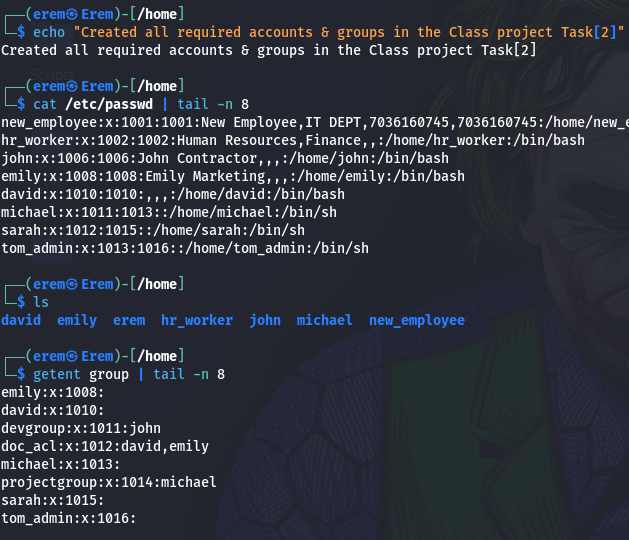 (erem㉿Erem)-[/home]
$ echo "Created all required accounts & groups in the Class project Task[2]"
Created all required accounts & groups in the Class project Task[2]
Scripts
(erem㉿Erem)-[/home]
$ cat /etc/passwd | tail -n 8
new_employee:x:1001:1001:New Employee,IT DEPT,7036160745,7036160745:/home/new_e
hr_worker:x:1002:1002:Human Resources,Finance,,:/home/hr_worker:/bin/bash
john:x:1006:1006:John Contractor,,,:/home/john:/bin/bash
emily:x:1008:1008:Emily Marketing,,,:/home/emily:/bin/bash
david:x:1010:1010:,,,:/home/david:/bin/bash
michael:x:1011:1013::/home/michael:/bin/sh
sarah:x:1012:1015::/home/sarah:/bin/sh
tom_admin:x:1013:1016::/home/tom_admin:/bin/sh
(erem㉿Erem)-[/home]
$ ls
david emily erem hr_worker john michael new_employee
(erem㉿Erem)-[/home]
$ getent group | tail -n 8
emily:x:1008:
david:x:1010:
devgroup:x:1011:john
doc_acl:x:1012:david,emily
michael:x:1013:
projectgroup:x:1014:michael
sarah:x:1015:
tom_admin:x:1016: